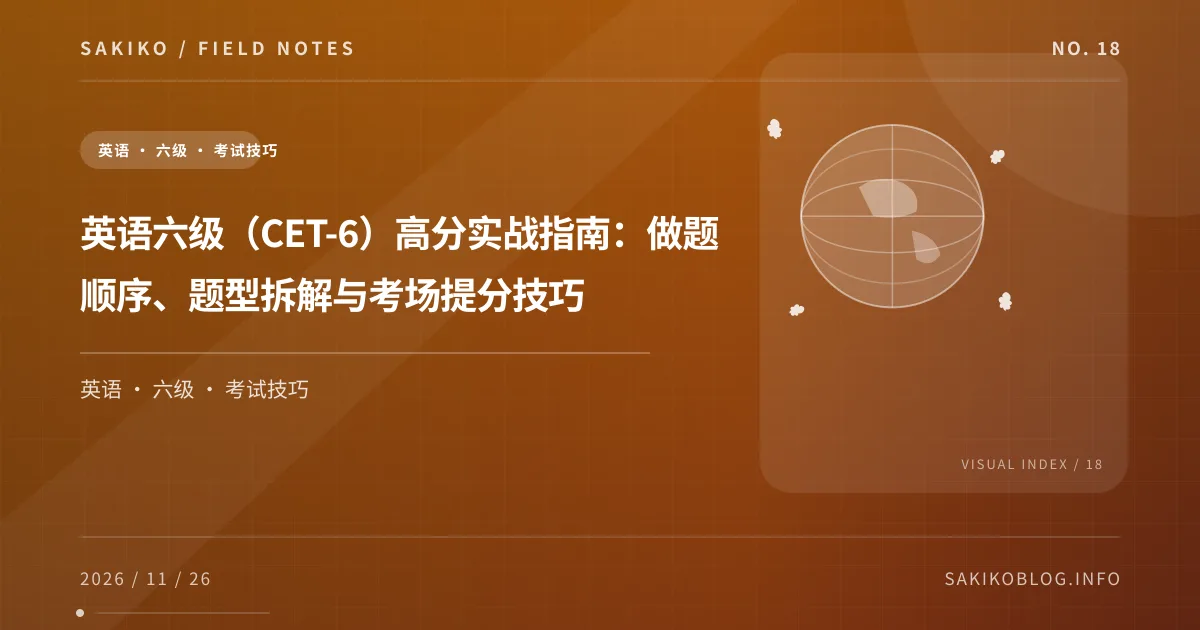 SAKIKO / FIELD NOTES
NO. 18
英语 · 六级 · 考试技巧
英语六级（CET-6）高分实战指南：做题
顺序、题型拆解与考场提分技巧
英语 · 六级 · 考试技巧
VISUAL INDEX / 18
2026 / 11 / 26
SAKIKOBLOG.INFO